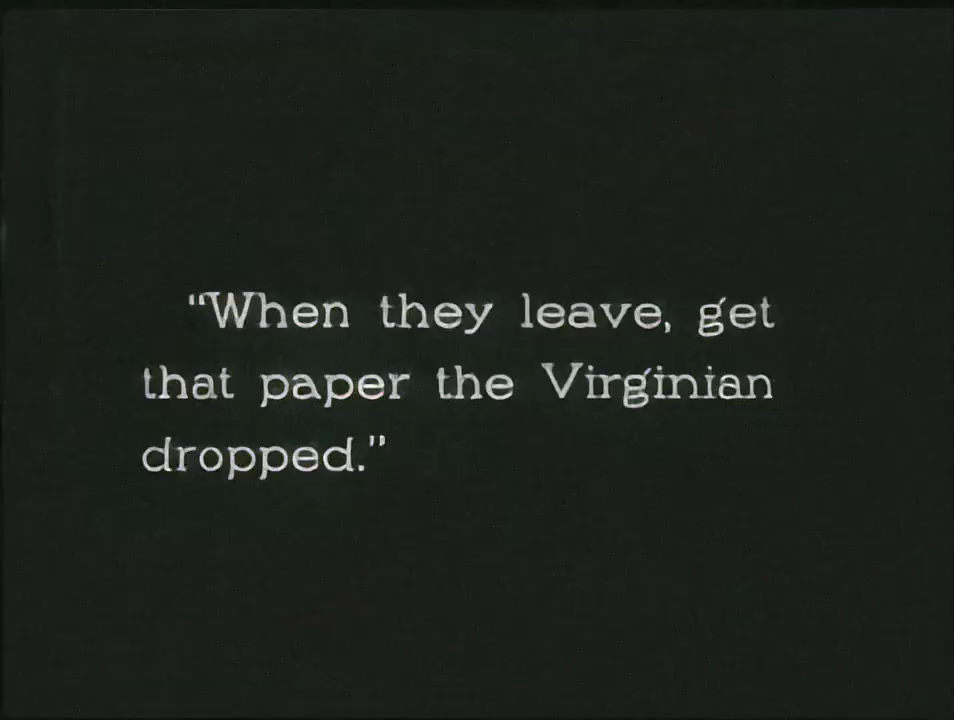 "When they leave, get
that paper the Virginian
dropped."